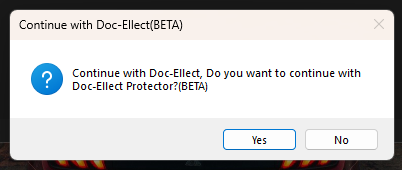 Continue with Doc-Ellect(BETA)
Continue with Doc-Ellect, Do you want to continue with
Doc-Ellect Protector?(BETA)
Yes
No